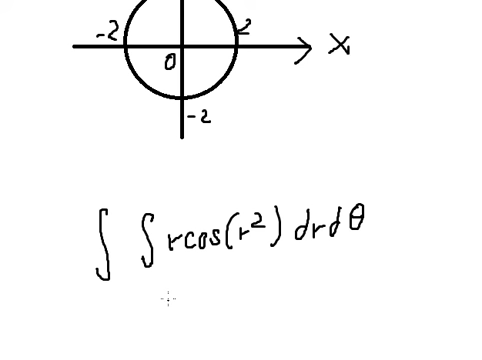 -2 2
0 X
-2
∫ ∫ rcos(r²) drdθ